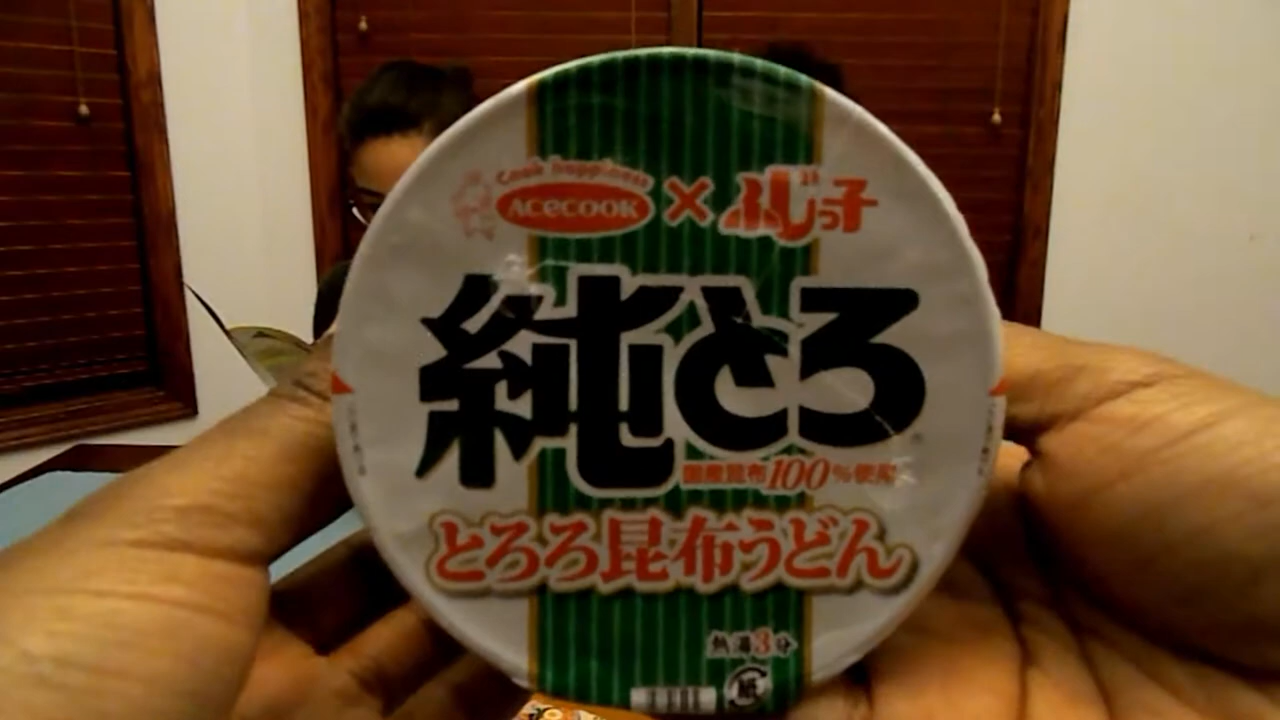 Cook happiness
ACECOOK × ふじっ子
純とろ
国産昆布100%使用
とろろ昆布うどん
熱湯3分
紙